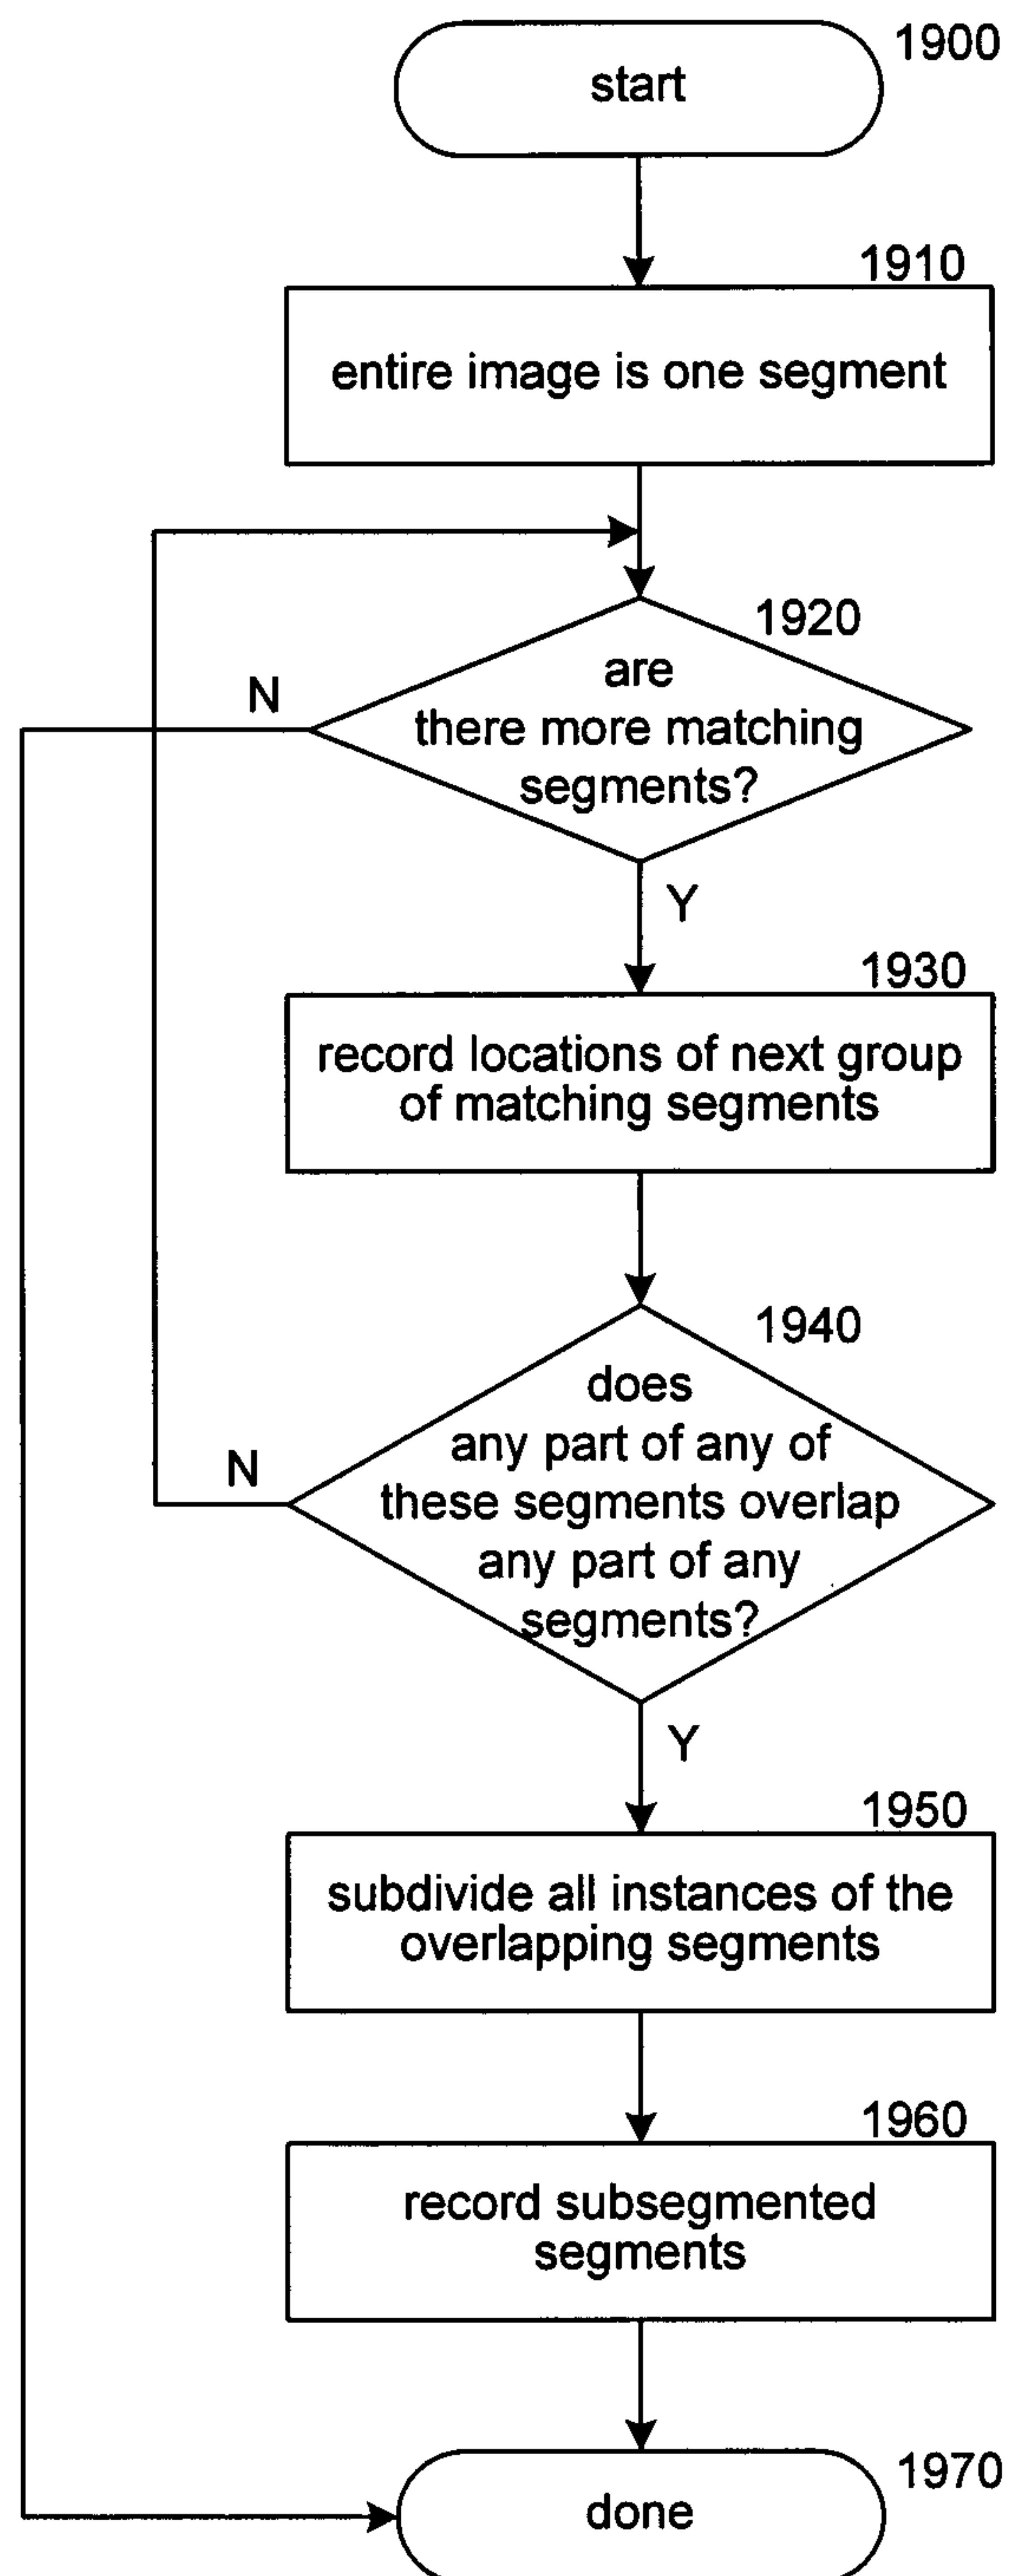 1900
start
1910
entire image is one segment
1920
are
there more matching
segments?
N
Y
1930
record locations of next group
of matching segments
1940
does
any part of any of
these segments overlap
any part of any
segments?
N
Y
1950
subdivide all instances of the
overlapping segments
1960
record subsegmented
segments
1970
done